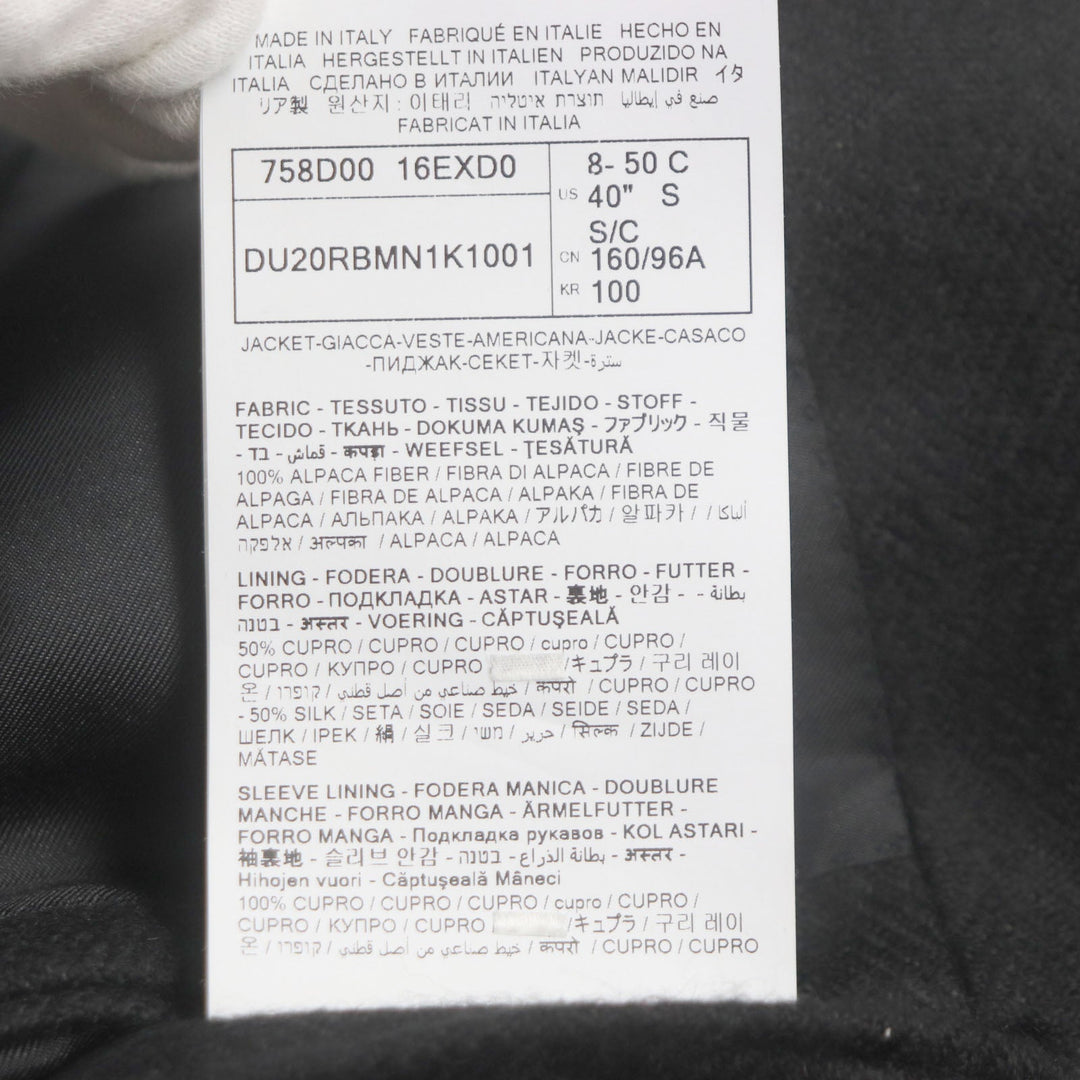 MADE IN ITALY FABRIQUÉ EN ITALIE HECHO EN
ITALIA HERGESTELLT IN ITALIEN PRODUZIDO NA
ITALIA СДЕЛАНО В ИТАЛИИ ITALYAN MALIDIR イタ
リア製 원산지 : 이태리 תוצרת איטליה صنع في إيطاليا
FABRICAT IN ITALIA
758D00 16EXD0
DU20RBMN1K1001
8- 50 C
US 40" S
S/C
CN 160/96A
KR 100
JACKET-GIACCA-VESTE-AMERICANA-JACKE-CASACO
-ПИДЖАК-CEKET-자켓-سترة
FABRIC - TESSUTO - TISSU - TEJIDO - STOFF -
TECIDO - ТКАНЬ - DOKUMA KUMAŞ - ファブリック - 직물
- בד - قماش - कपड़ा - WEEFSEL - ŢESĂTURĂ
100% ALPACA FIBER / FIBRA DI ALPACA / FIBRE DE
ALPAGA / FIBRA DE ALPACA / ALPAKA / FIBRA DE
ALPACA / АЛЬПАКА / ALPAKA / アルパカ / 알파카 / ألباكا /
אלפקה / अल्पका / ALPACA / ALPACA
LINING - FODERA - DOUBLURE - FORRO - FUTTER -
FORRO - ПОДКЛАДКА - ASTAR - 裏地 - 안감 - بطانة -
בטנה - अस्तर - VOERING - CĂPTUŞEALĂ
50% CUPRO / CUPRO / CUPRO / cupro / CUPRO /
CUPRO / КУПРО / CUPRO /キュプラ / 구리 레이
온 / קופרו / خيط صناعي من أصل قطني / कपरो / CUPRO / CUPRO
- 50% SILK / SETA / SOIE / SEDA / SEIDE / SEDA /
ШЕЛК / IPEK / 絹 / 실크 / משי / حرير / सिल्क / ZIJDE /
MĂTASE
SLEEVE LINING - FODERA MANICA - DOUBLURE
MANCHE - FORRO MANGA - ÄRMELFUTTER -
FORRO MANGA - Подкладка рукавов - KOL ASTARI -
袖裏地 - 슬리브 안감 - בטנה - بطانة الذراع - अस्तर -
Hihojen vuori - Căptuşeală Mâneci
100% CUPRO / CUPRO / CUPRO / cupro / CUPRO /
CUPRO / КУПРО / CUPRO /キュプラ / 구리 레이
온 / קופרו / خيط صناعي من أصل قطني / कपरो / CUPRO / CUPRO